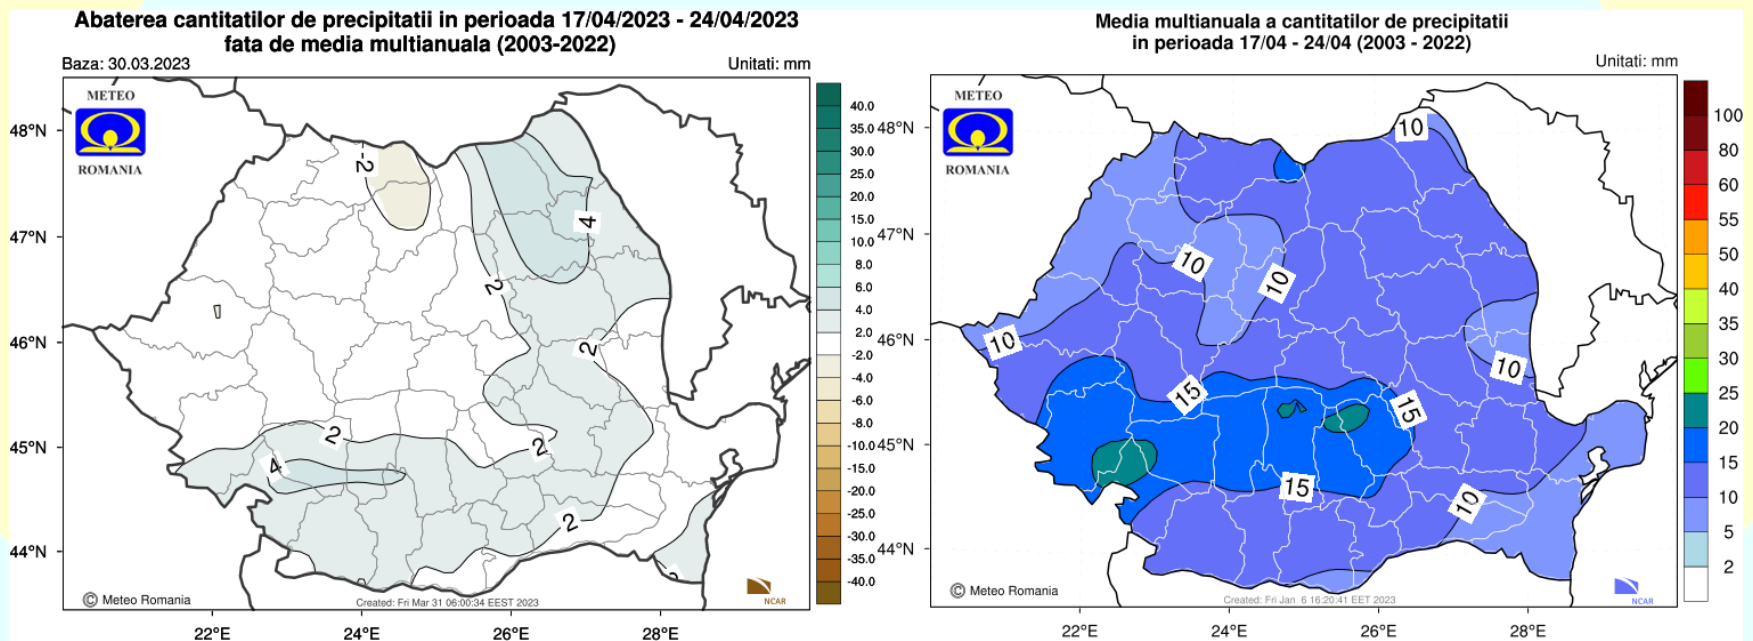 Abaterea cantitatilor de precipitatii in perioada 17/04/2023 - 24/04/2023
fata de media multianuala (2003-2022)
Baza: 30.03.2023
Unitati: mm
METEO
ROMANIA
48°N
47°N
46°N
45°N
44°N
-2
4
2
2
2
4
2
2
40.0
35.0
30.0
25.0
20.0
15.0
10.0
8.0
6.0
4.0
2.0
-2.0
-4.0
-6.0
-8.0
-10.0
-15.0
-20.0
-25.0
-30.0
-35.0
-40.0
© Meteo Romania
Created: Fri Mar 31 06:00:34 EEST 2023
NCAR
22°E
24°E
26°E
28°E
Media multianuala a cantitatilor de precipitatii
in perioada 17/04 - 24/04 (2003 - 2022)
Unitati: mm
METEO
ROMANIA
48°N
47°N
46°N
45°N
44°N
10
10
10
10
10
15
15
15
10
100
80
60
55
50
40
35
30
25
20
15
10
5
2
© Meteo Romania
Created: Fri Jan 6 16:20:41 EET 2023
NCAR
22°E
24°E
26°E
28°E